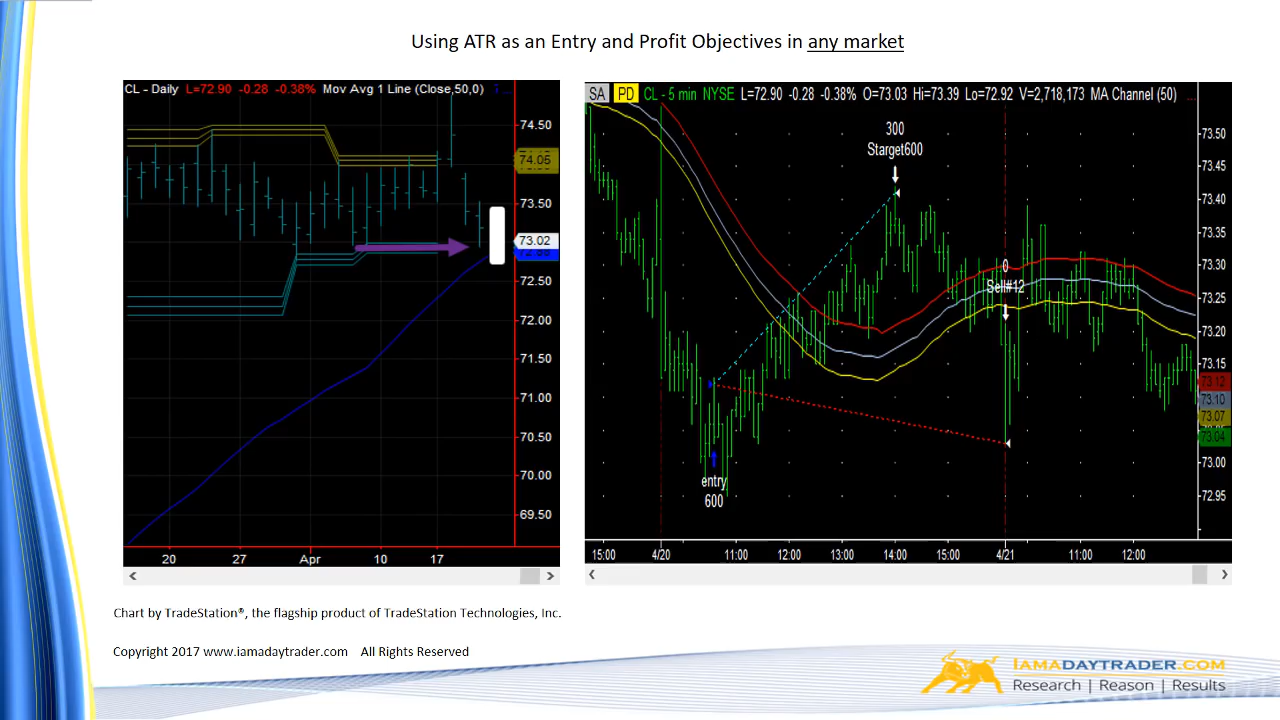 Using ATR as an Entry and Profit Objectives in any market
CL - Daily L=72.90 -0.28 -0.38% Mov Avg 1 Line (Close,50,0)
74.50
74.05
73.50
73.02
72.50
72.00
71.50
71.00
70.50
70.00
69.50
20 27 Apr 10 17
SA PD CL - 5 min NYSE L=72.90 -0.28 -0.38% O=73.03 Hi=73.39 Lo=72.92 V=2,718,173 MA Channel (50) ...
300
Starget600
0
Sell#12
entry
600
73.50
73.45
73.40
73.35
73.30
73.25
73.20
73.15
73.12
73.10
73.07
73.04
73.00
72.95
15:00 4/20 11:00 12:00 13:00 14:00 15:00 4/21 11:00 12:00
Chart by TradeStation®, the flagship product of TradeStation Technologies, Inc.
Copyright 2017 www.iamadaytrader.com All Rights Reserved
IAMADAYTRADER.COM
Research | Reason | Results